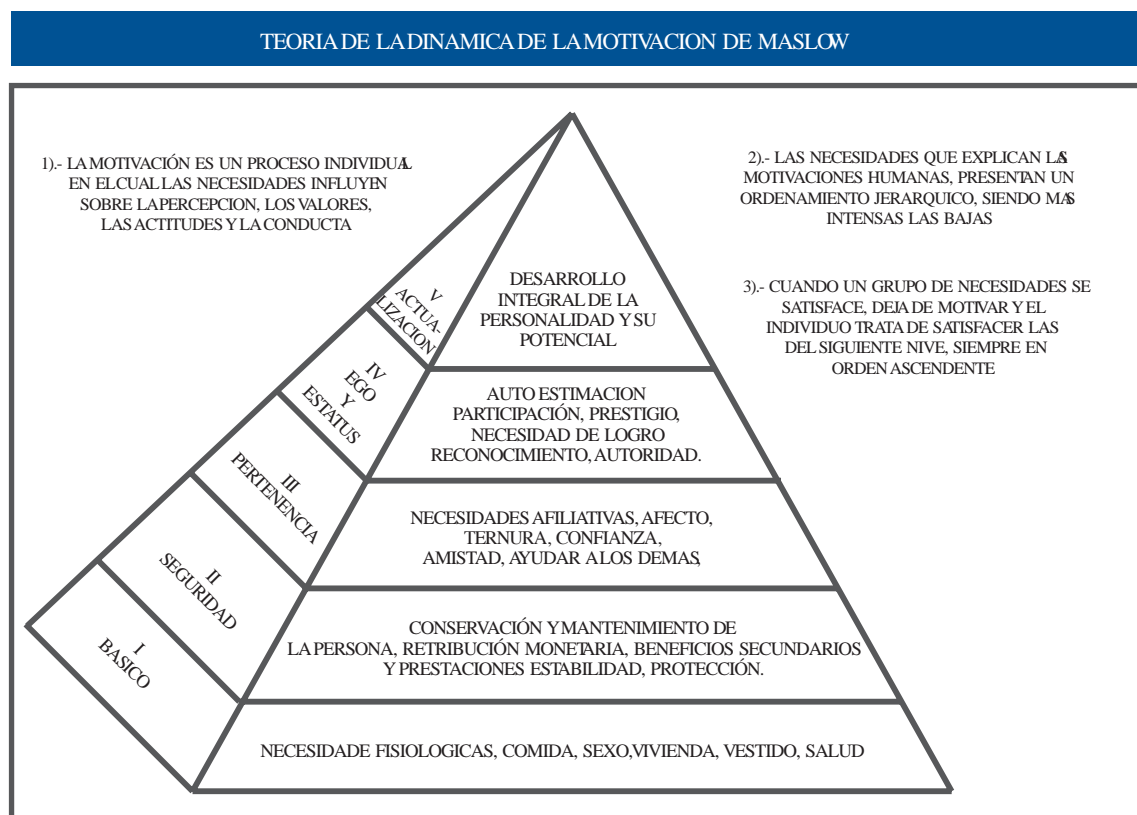 TEORIA DE LA DINAMICA DE LA MOTIVACION DE MASLOW
1).- LA MOTIVACIÓN ES UN PROCESO INDIVIDUAL
EN EL CUAL LAS NECESIDADES INFLUYEN
SOBRE LA PERCEPCION, LOS VALORES,
LAS ACTITUDES Y LA CONDUCTA
2).- LAS NECESIDADES QUE EXPLICAN LAS
MOTIVACIONES HUMANAS, PRESENTAN UN
ORDENAMIENTO JERARQUICO, SIENDO MAS
INTENSAS LAS BAJAS
3).- CUANDO UN GRUPO DE NECESIDADES SE
SATISFACE, DEJA DE MOTIVAR Y EL
INDIVIDUO TRATA DE SATISFACER LAS
DEL SIGUIENTE NIVE, SIEMPRE EN
ORDEN ASCENDENTE
V
ACTUA-
LIZACION
DESARROLLO
INTEGRAL DE LA
PERSONALIDAD Y SU
POTENCIAL
IV
EGO
Y
ESTATUS
AUTO ESTIMACION
PARTICIPACIÓN, PRESTIGIO,
NECESIDAD DE LOGRO
RECONOCIMIENTO, AUTORIDAD.
III
PERTENENCIA
NECESIDADES AFILIATIVAS, AFECTO,
TERNURA, CONFIANZA,
AMISTAD, AYUDAR A LOS DEMAS,
II
SEGURIDAD
CONSERVACIÓN Y MANTENIMIENTO DE
LA PERSONA, RETRIBUCIÓN MONETARIA, BENEFICIOS SECUNDARIOS
Y PRESTACIONES ESTABILIDAD, PROTECCIÓN.
I
BASICO
NECESIDADE FISIOLOGICAS, COMIDA, SEXO, VIVIENDA, VESTIDO, SALUD